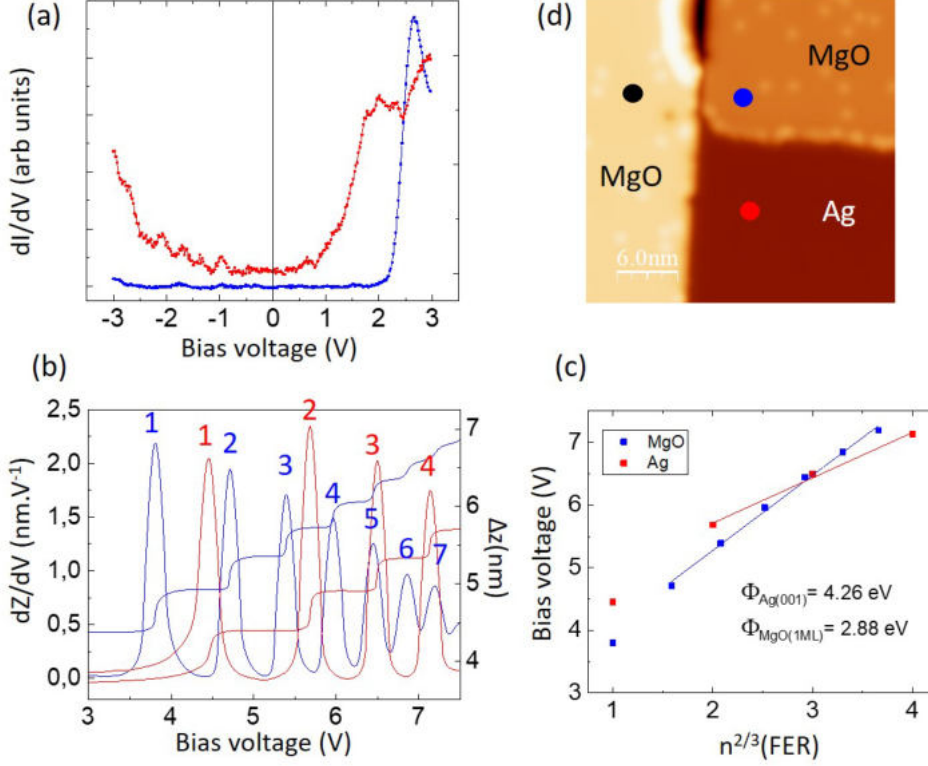 (a)
dI/dV (arb units)
-3 -2 -1 0 1 2 3
Bias voltage (V)
(d)
MgO
MgO
Ag
6.0nm
(b)
2,5
2,0
1,5
1,0
0,5
0,0
dZ/dV (nm.V⁻¹)
1 1 2 3 4 5 6 7
2 3 4
7
6
5
4
Δz(nm)
3 4 5 6 7
Bias voltage (V)
(c)
7
6
5
4
3
Bias voltage (V)
MgO
Ag
Φ_Ag(001)= 4.26 eV
Φ_MgO(1ML)= 2.88 eV
1 2 3 4
n^2/3(FER)